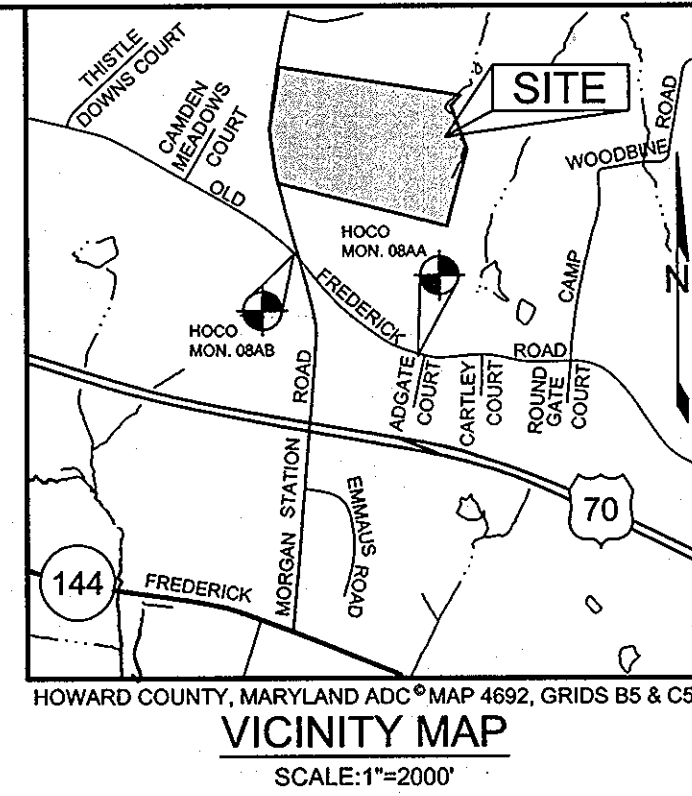 THISTLE
DOWNS COURT
CAMDEN
MEADOWS
COURT
SITE
WOODBINE
ROAD
OLD
HOCO
MON. 08AA
N
CAMP
HOCO
MON. 08AB
FREDERICK
ROAD
ROAD
ADGATE
COURT
CARTLEY
COURT
ROUND
GATE
COURT
MORGAN STATION
EMMAUS ROAD
70
144
FREDERICK
HOWARD COUNTY, MARYLAND ADC© MAP 4692, GRIDS B5 & C5
VICINITY MAP
SCALE:1"=2000'